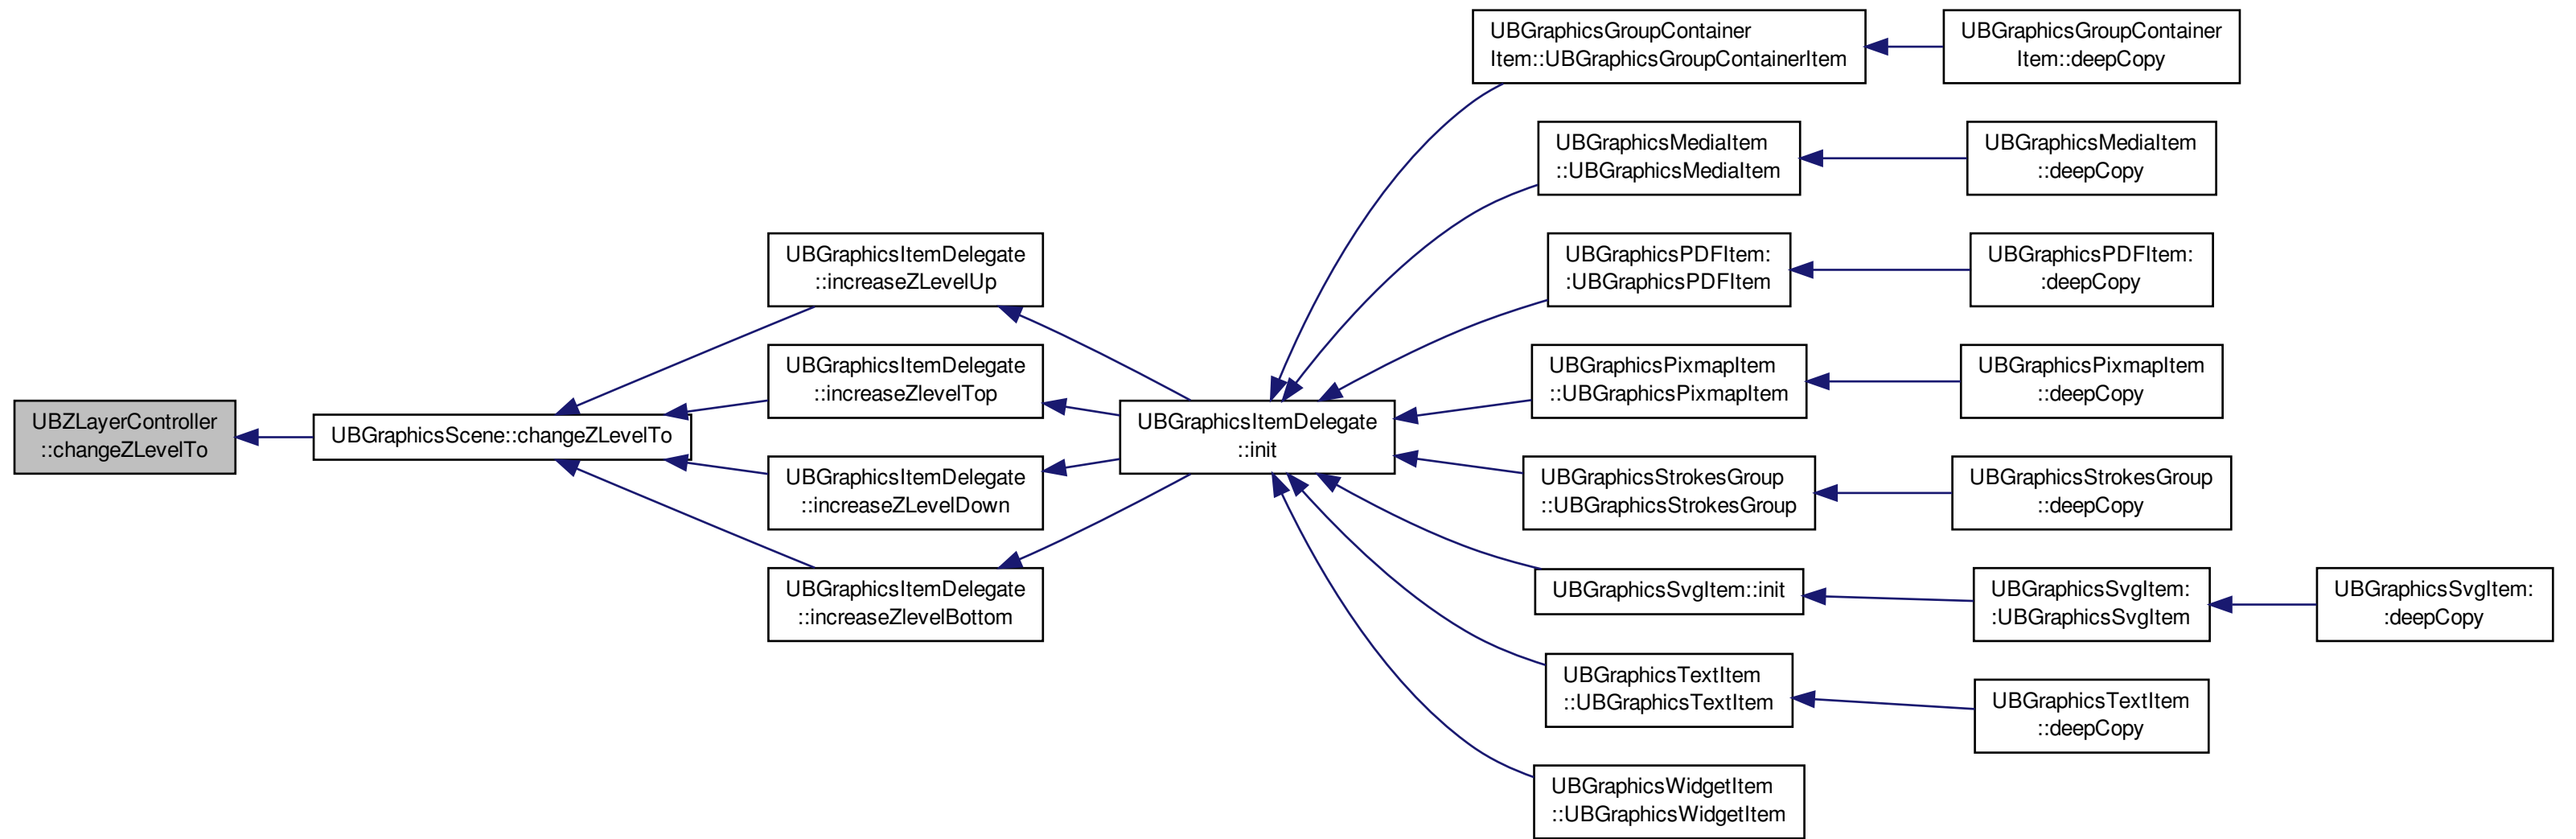 UBZLayerController
::changeZLevelTo
UBGraphicsScene::changeZLevelTo
UBGraphicsItemDelegate
::increaseZLevelUp
UBGraphicsItemDelegate
::increaseZlevelTop
UBGraphicsItemDelegate
::increaseZLevelDown
UBGraphicsItemDelegate
::increaseZlevelBottom
UBGraphicsItemDelegate
::init
UBGraphicsGroupContainer
Item::UBGraphicsGroupContainerItem
UBGraphicsGroupContainer
Item::deepCopy
UBGraphicsMediaItem
::UBGraphicsMediaItem
UBGraphicsMediaItem
::deepCopy
UBGraphicsPDFItem:
:UBGraphicsPDFItem
UBGraphicsPDFItem:
:deepCopy
UBGraphicsPixmapItem
::UBGraphicsPixmapItem
UBGraphicsPixmapItem
::deepCopy
UBGraphicsStrokesGroup
::UBGraphicsStrokesGroup
UBGraphicsStrokesGroup
::deepCopy
UBGraphicsSvgItem::init
UBGraphicsSvgItem:
:UBGraphicsSvgItem
UBGraphicsSvgItem:
:deepCopy
UBGraphicsTextItem
::UBGraphicsTextItem
UBGraphicsTextItem
::deepCopy
UBGraphicsWidgetItem
::UBGraphicsWidgetItem